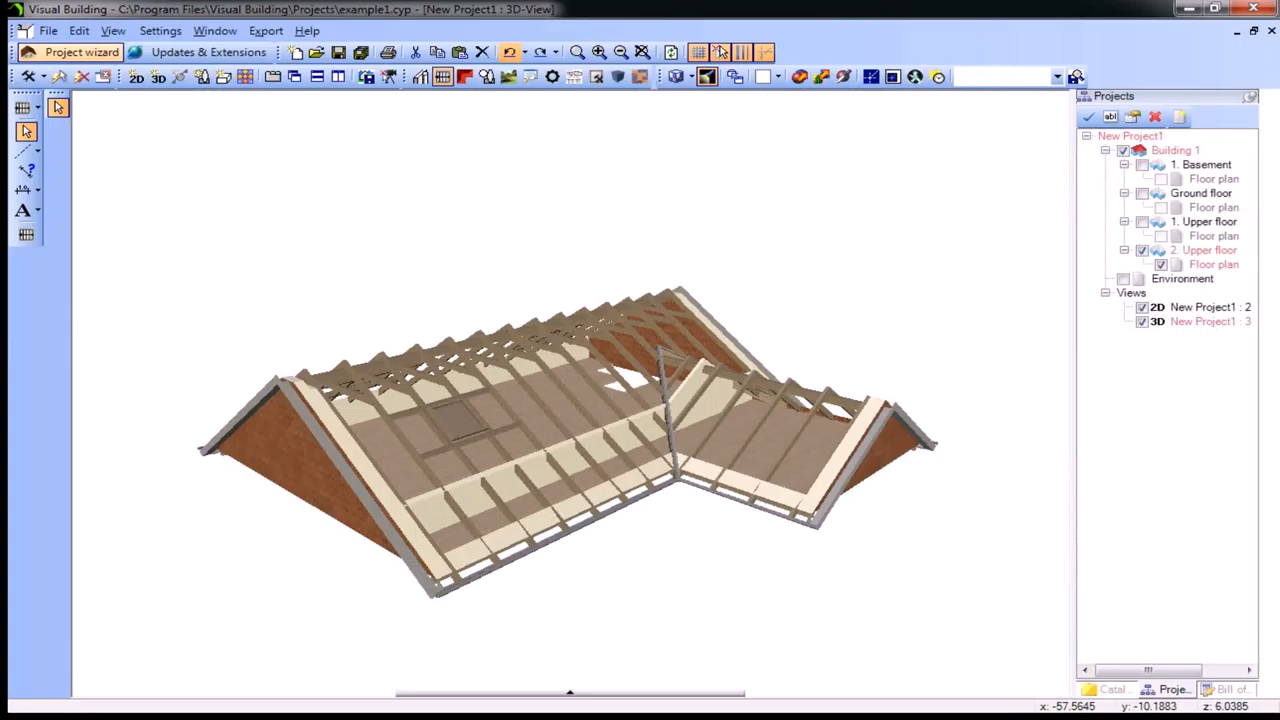 Visual Building - C:\Program Files\Visual Building\Projects\example1.cyp - [New Project1 : 3D-View]
File Edit View Settings Window Export Help
Project wizard Updates & Extensions
2D 3D
Projects
abl
New Project1
Building 1
1. Basement
Floor plan
Ground floor
Floor plan
1. Upper floor
Floor plan
2. Upper floor
Floor plan
Environment
Views
2D New Project1 : 2
3D New Project1 : 3
A
Catal... Proje... Bill of...
x: -57.5645 y: -10.1883 z: 6.0385